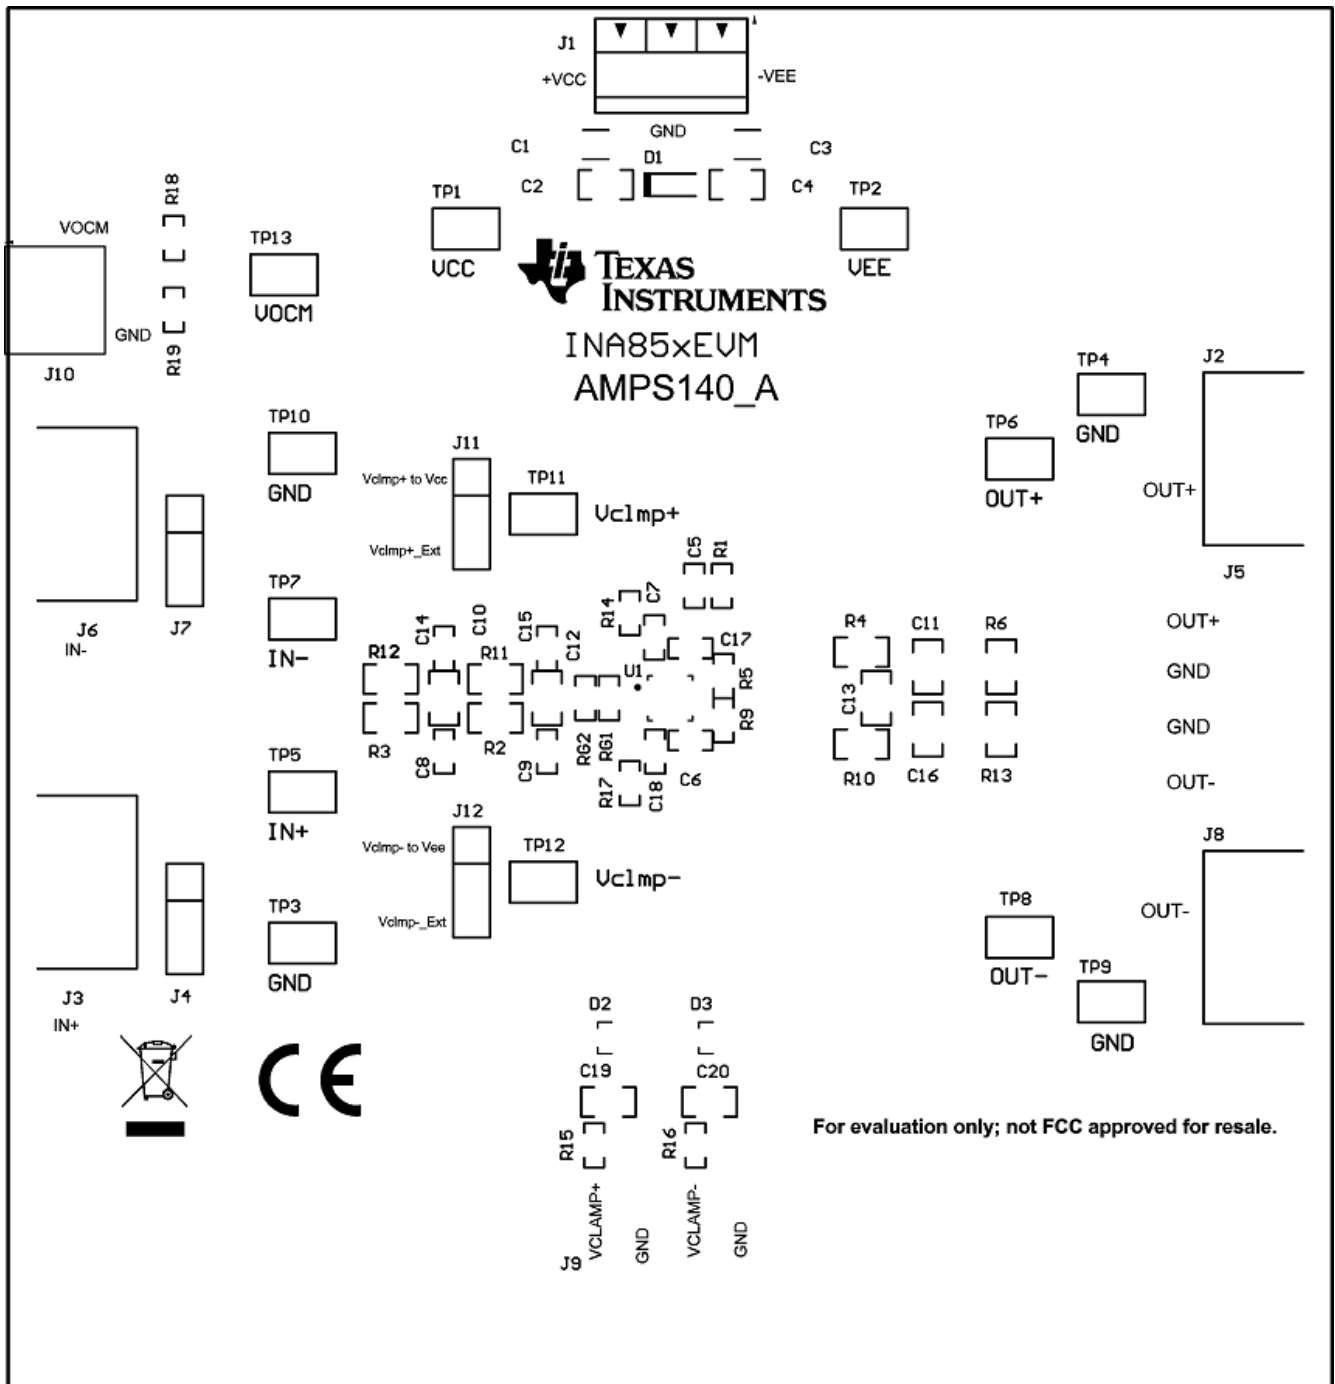 J1
+VCC
-VEE
GND
C1
D1
C3
C2
C4
TP1
TP2
VCC
VEE
R18
VOCM
TP13
VOCM
GND
J10
R19
TEXAS
INSTRUMENTS
INA85xEVM
AMPS140_A
TP4
J2
GND
TP6
OUT+
OUT+
J5
TP10
GND
J11
Vclmp+ to Vcc
TP11
Vclmp+
Vclmp+_Ext
TP7
IN-
J6
IN-
J7
C5
R1
R14
C7
C14
C10
C15
C12
C17
R12
R11
U1
R5
R9
R3
R2
RG2
RG1
C8
C9
R17
C18
C6
R4
C11
R6
C13
R10
C16
R13
OUT+
GND
GND
OUT-
TP5
IN+
J12
Vclmp- to Vee
TP12
Vclmp-
Vclmp-_Ext
J8
OUT-
TP8
OUT-
TP9
GND
TP3
GND
J3
IN+
J4
CE
D2
D3
C19
C20
R15
R16
For evaluation only; not FCC approved for resale.
VCLAMP+
GND
VCLAMP-
GND
J9